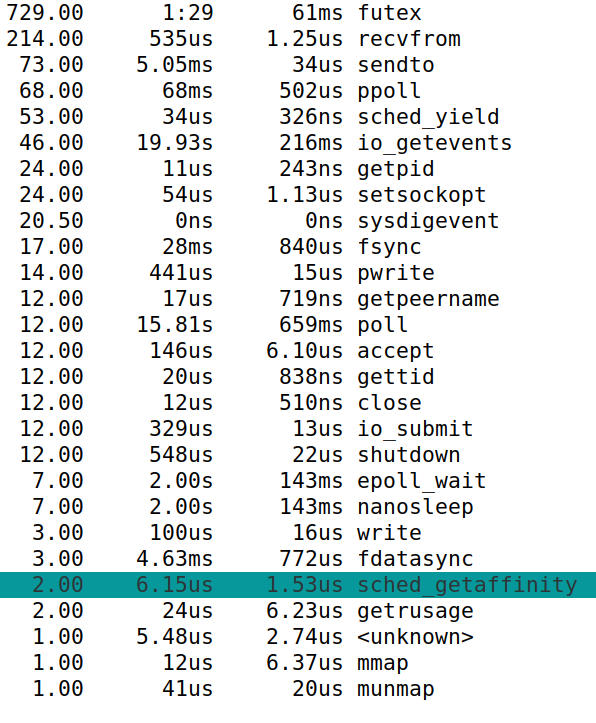 729.00 1:29 61ms futex
214.00 535us 1.25us recvfrom
73.00 5.05ms 34us sendto
68.00 68ms 502us ppoll
53.00 34us 326ns sched_yield
46.00 19.93s 216ms io_getevents
24.00 11us 243ns getpid
24.00 54us 1.13us setsockopt
20.50 0ns 0ns sysdigevent
17.00 28ms 840us fsync
14.00 441us 15us pwrite
12.00 17us 719ns getpeername
12.00 15.81s 659ms poll
12.00 146us 6.10us accept
12.00 20us 838ns gettid
12.00 12us 510ns close
12.00 329us 13us io_submit
12.00 548us 22us shutdown
7.00 2.00s 143ms epoll_wait
7.00 2.00s 143ms nanosleep
3.00 100us 16us write
3.00 4.63ms 772us fdatasync
2.00 6.15us 1.53us sched_getaffinity
2.00 24us 6.23us getrusage
1.00 5.48us 2.74us <unknown>
1.00 12us 6.37us mmap
1.00 41us 20us munmap